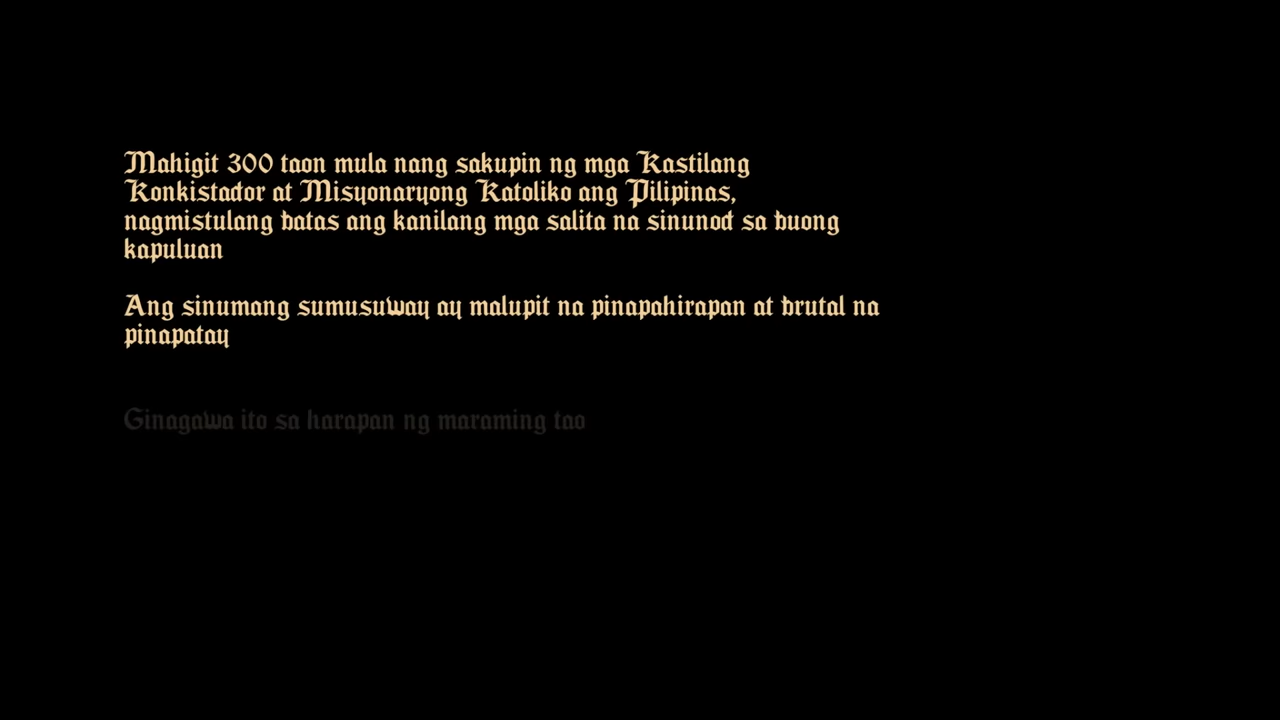 Mahigit 300 taon mula nang sakupin ng mga Kastilang
Konkistador at Misyonaryong Katoliko ang Pilipinas,
nagmistulang batas ang kanilang mga salita na sinunod sa buong
kapuluan
Ang sinumang sumusuway ay malupit na pinapahirapan at brutal na
pinapatay
Ginagawa ito sa harapan ng maraming tao